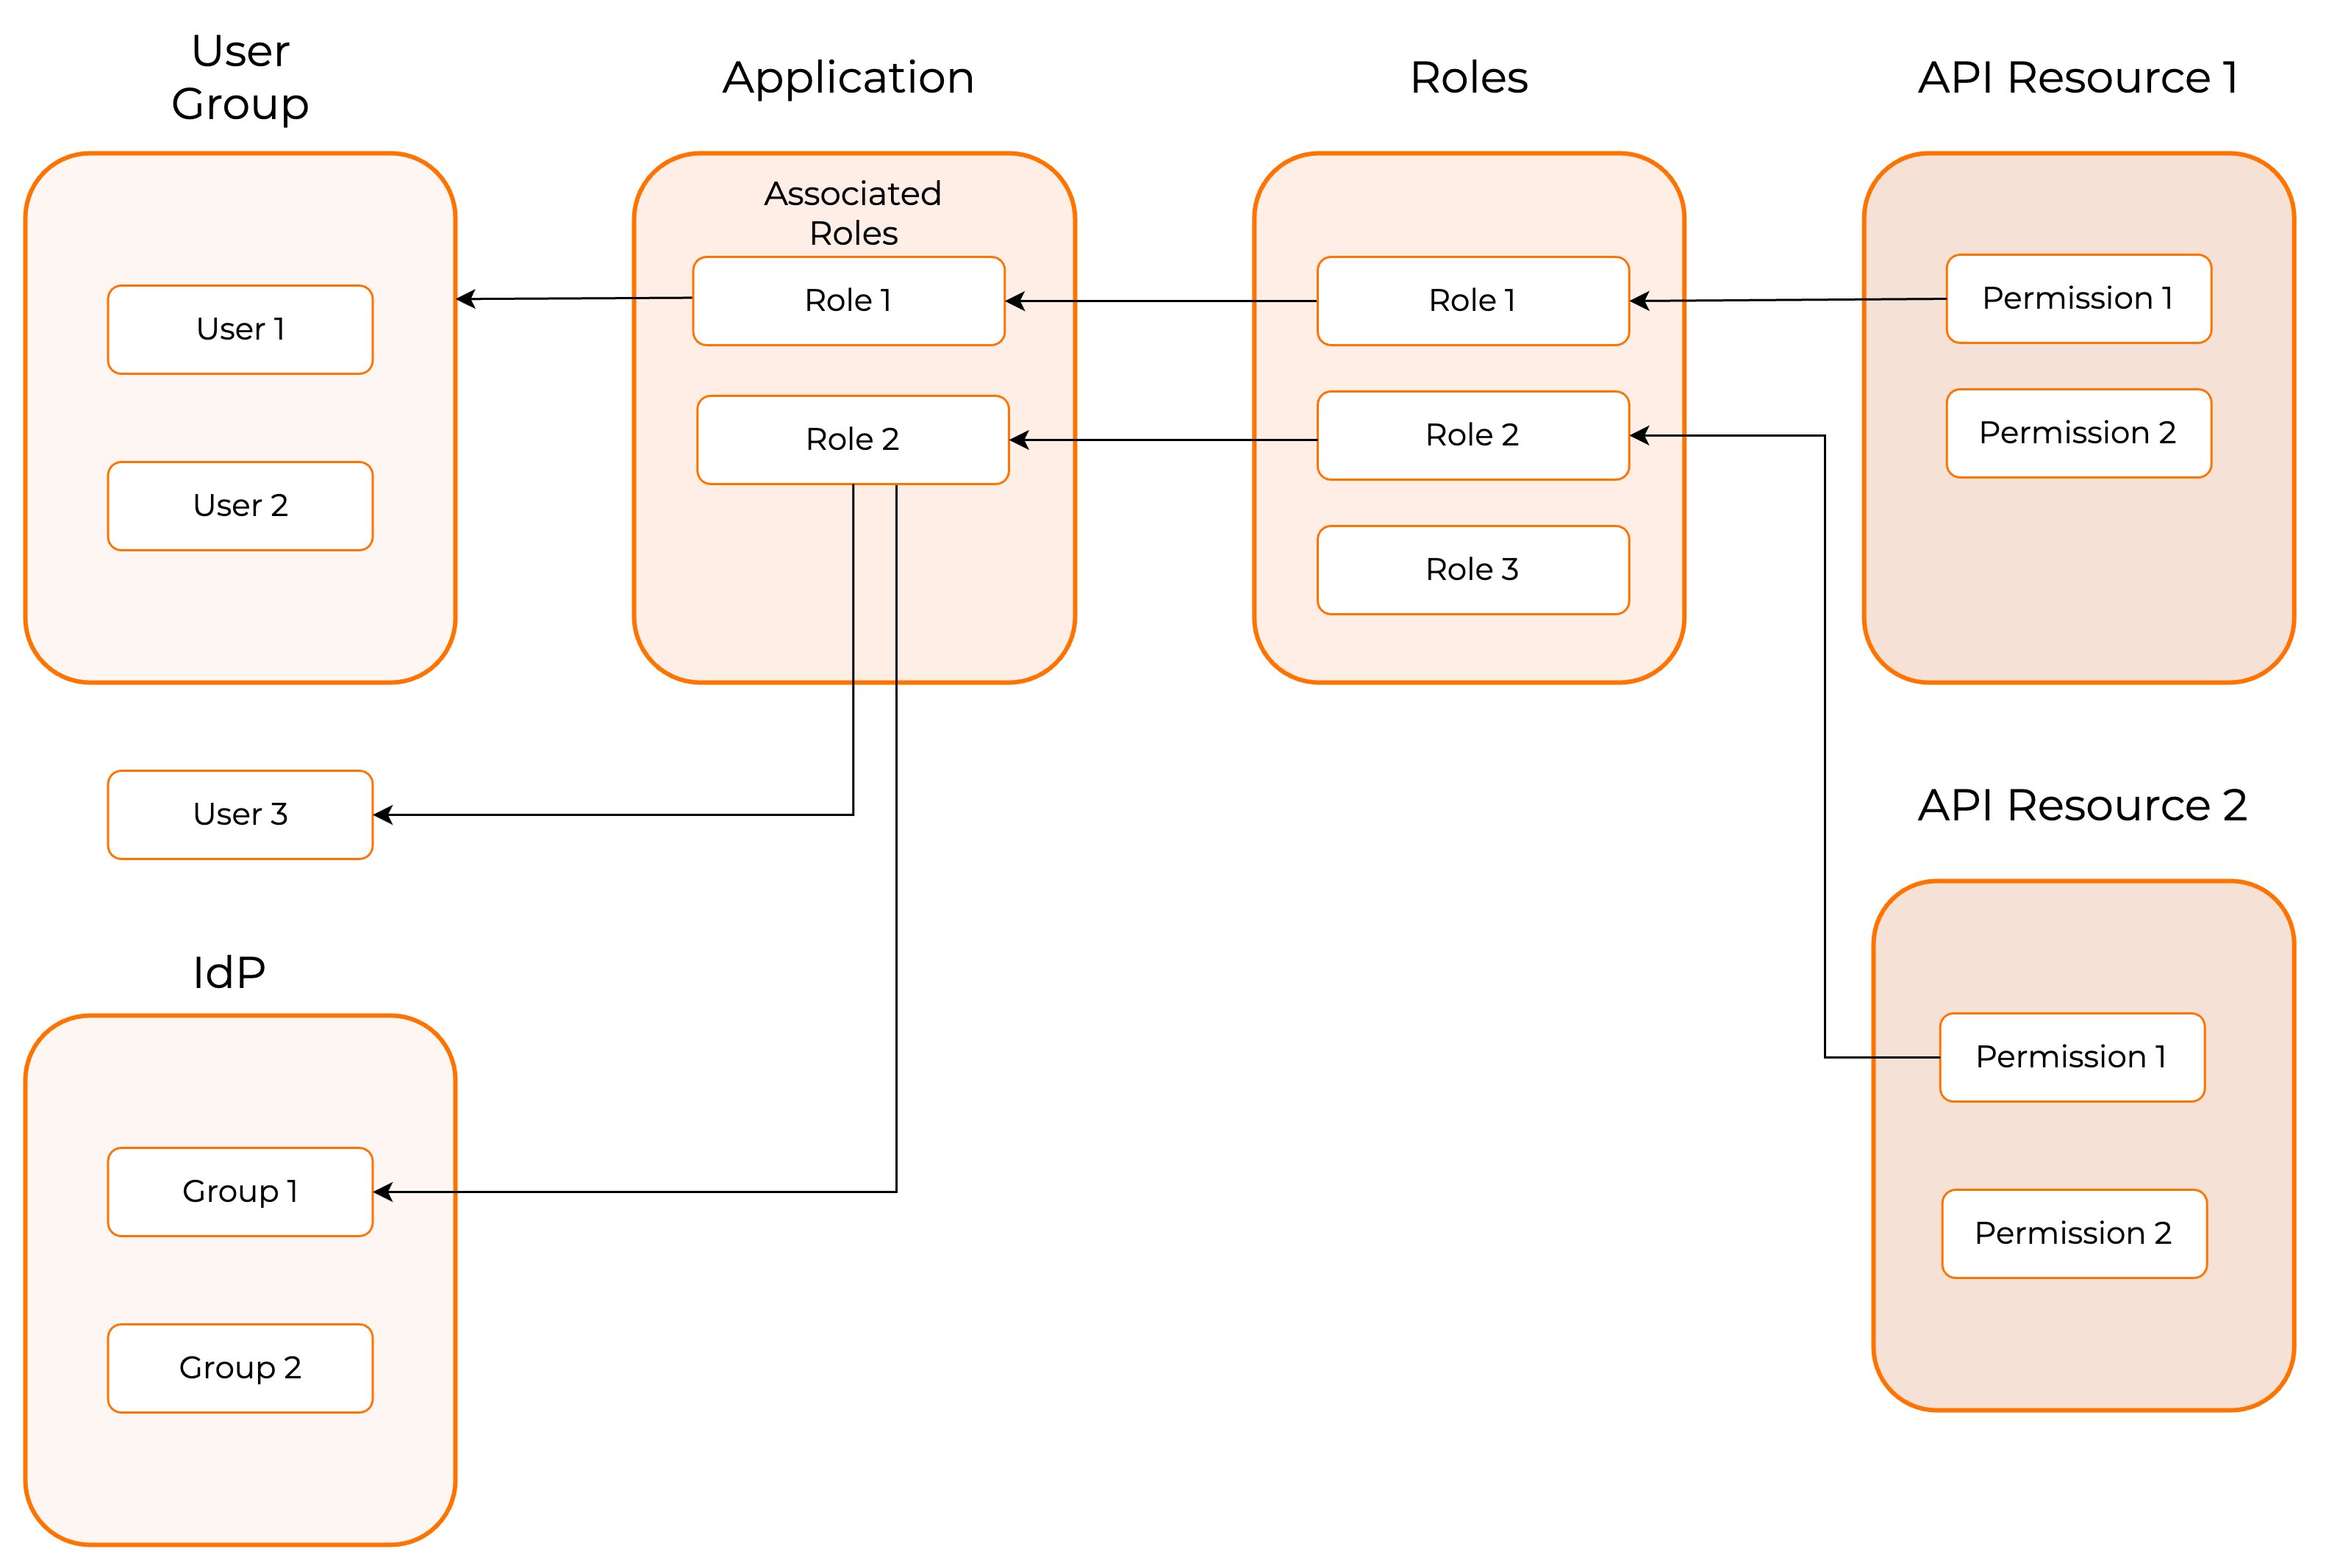 User
Group
User 1
User 2
User 3
IdP
Group 1
Group 2
Application
Associated
Roles
Role 1
Role 2
Roles
Role 1
Role 2
Role 3
API Resource 1
Permission 1
Permission 2
API Resource 2
Permission 1
Permission 2